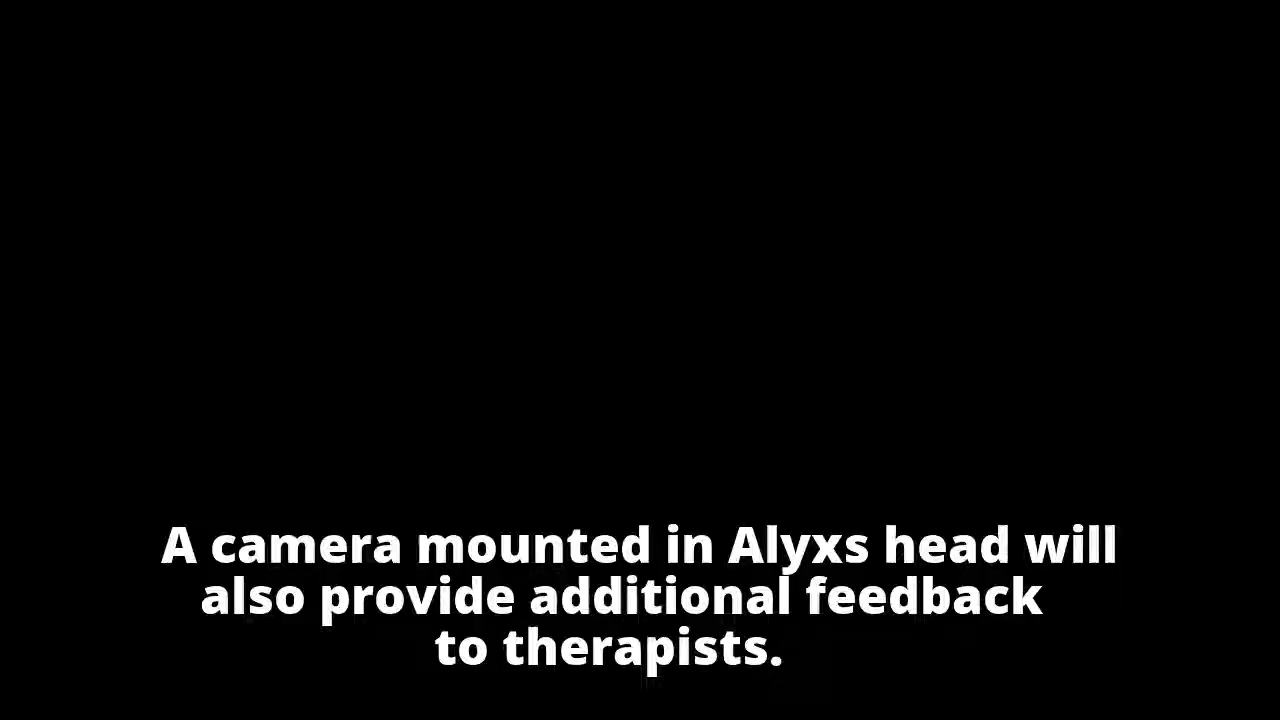 A camera mounted in Alyxs head will
also provide additional feedback
to therapists.